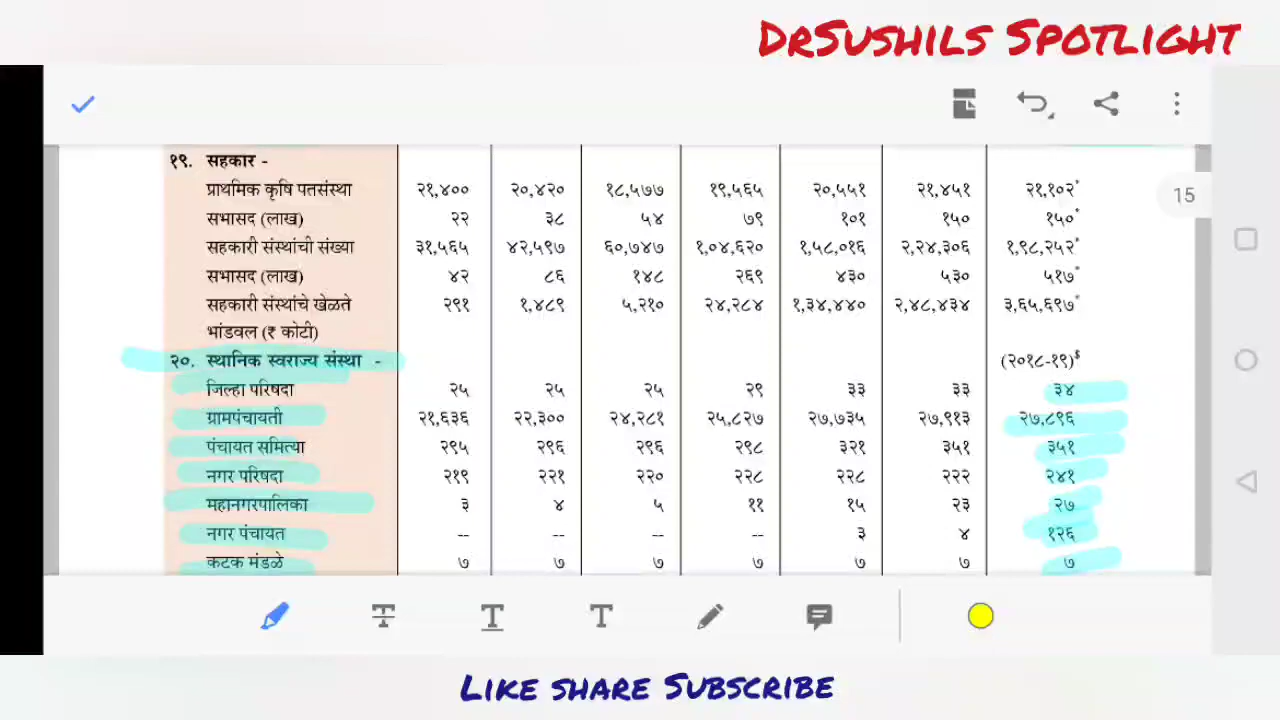 DrSushils Spotlight
15
१९. सहकार -
प्राथमिक कृषि पतसंस्था २१,४०० २०,४२० १८,५७७ १९,५६५ २०,५५१ २१,४५१ २१,१०२*
सभासद (लाख) २२ ३८ ५४ ७९ १०१ १५० १५०*
सहकारी संस्थांची संख्या ३१,५६५ ४२,५९७ ६०,७४७ १,०४,६२० १,५८,०१६ २,२४,३०६ १,९८,२५२*
सभासद (लाख) ४२ ८६ १४८ २६९ ४३० ५३० ५१७*
सहकारी संस्थांचे खेळते २९१ १,४८९ ५,२१० २४,२८४ १,३४,४४० २,४८,४३४ ३,६५,६९७*
भांडवल (₹ कोटी)
२०. स्थानिक स्वराज्य संस्था - (२०१८-१९)$
जिल्हा परिषदा २५ २५ २५ २९ ३३ ३३ ३४
ग्रामपंचायती २१,६३६ २२,३०० २४,२८१ २५,८२७ २७,७३५ २७,९१३ २७,८९६
पंचायत समित्या २९५ २९६ २९६ २९८ ३२१ ३५१ ३५१
नगर परिषदा २१९ २२१ २२० २२८ २२८ २२२ २४१
महानगरपालिका ३ ४ ५ ११ १५ २३ २७
नगर पंचायत -- -- -- -- ३ ४ १२६
कटक मंडळे ७ ७ ७ ७ ७ ७ ७
Like share Subscribe